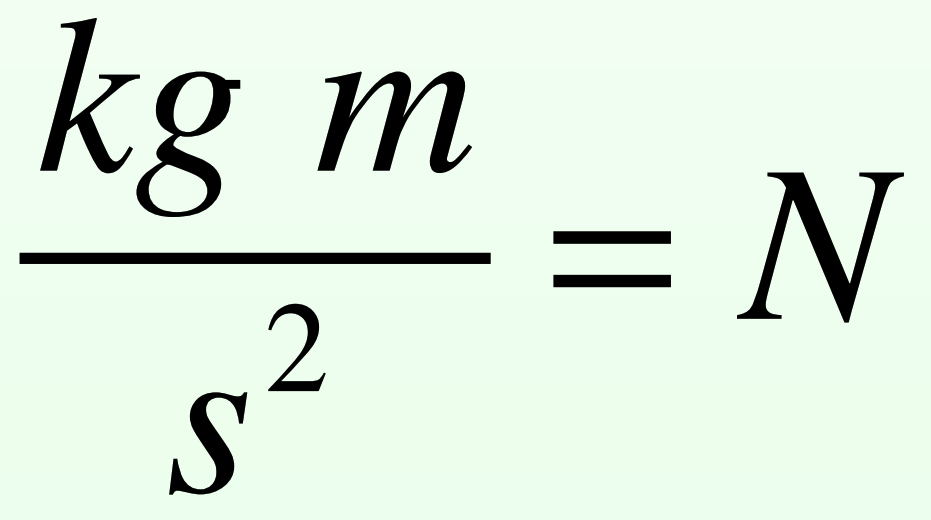 kg m
= N
s²